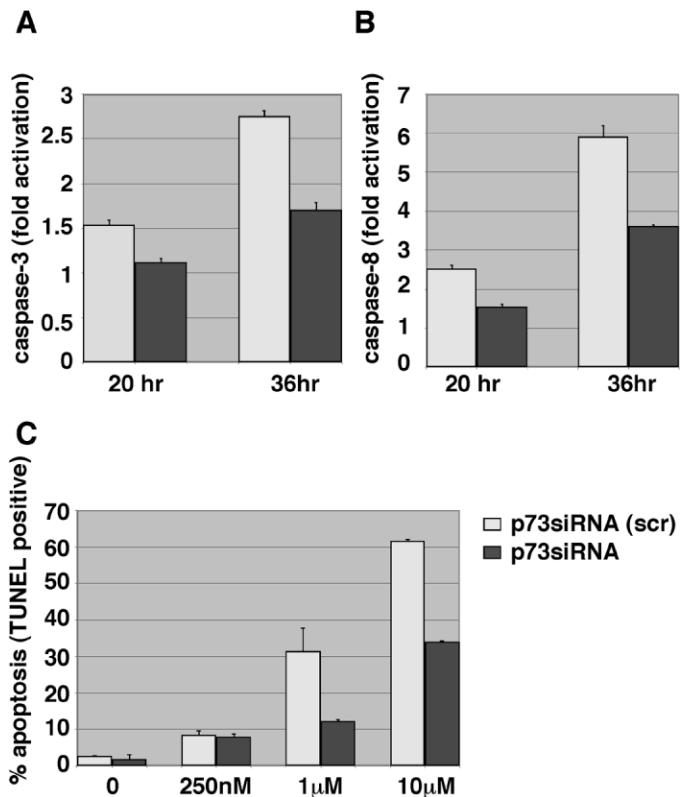 A
caspase-3 (fold activation)
3
2.5
2
1.5
1
0.5
0
20 hr 36hr
B
caspase-8 (fold activation)
7
6
5
4
3
2
1
0
20 hr 36hr
C
% apoptosis (TUNEL positive)
70
60
50
40
30
20
10
0
0 250nM 1μM 10μM
p73siRNA (scr)
p73siRNA